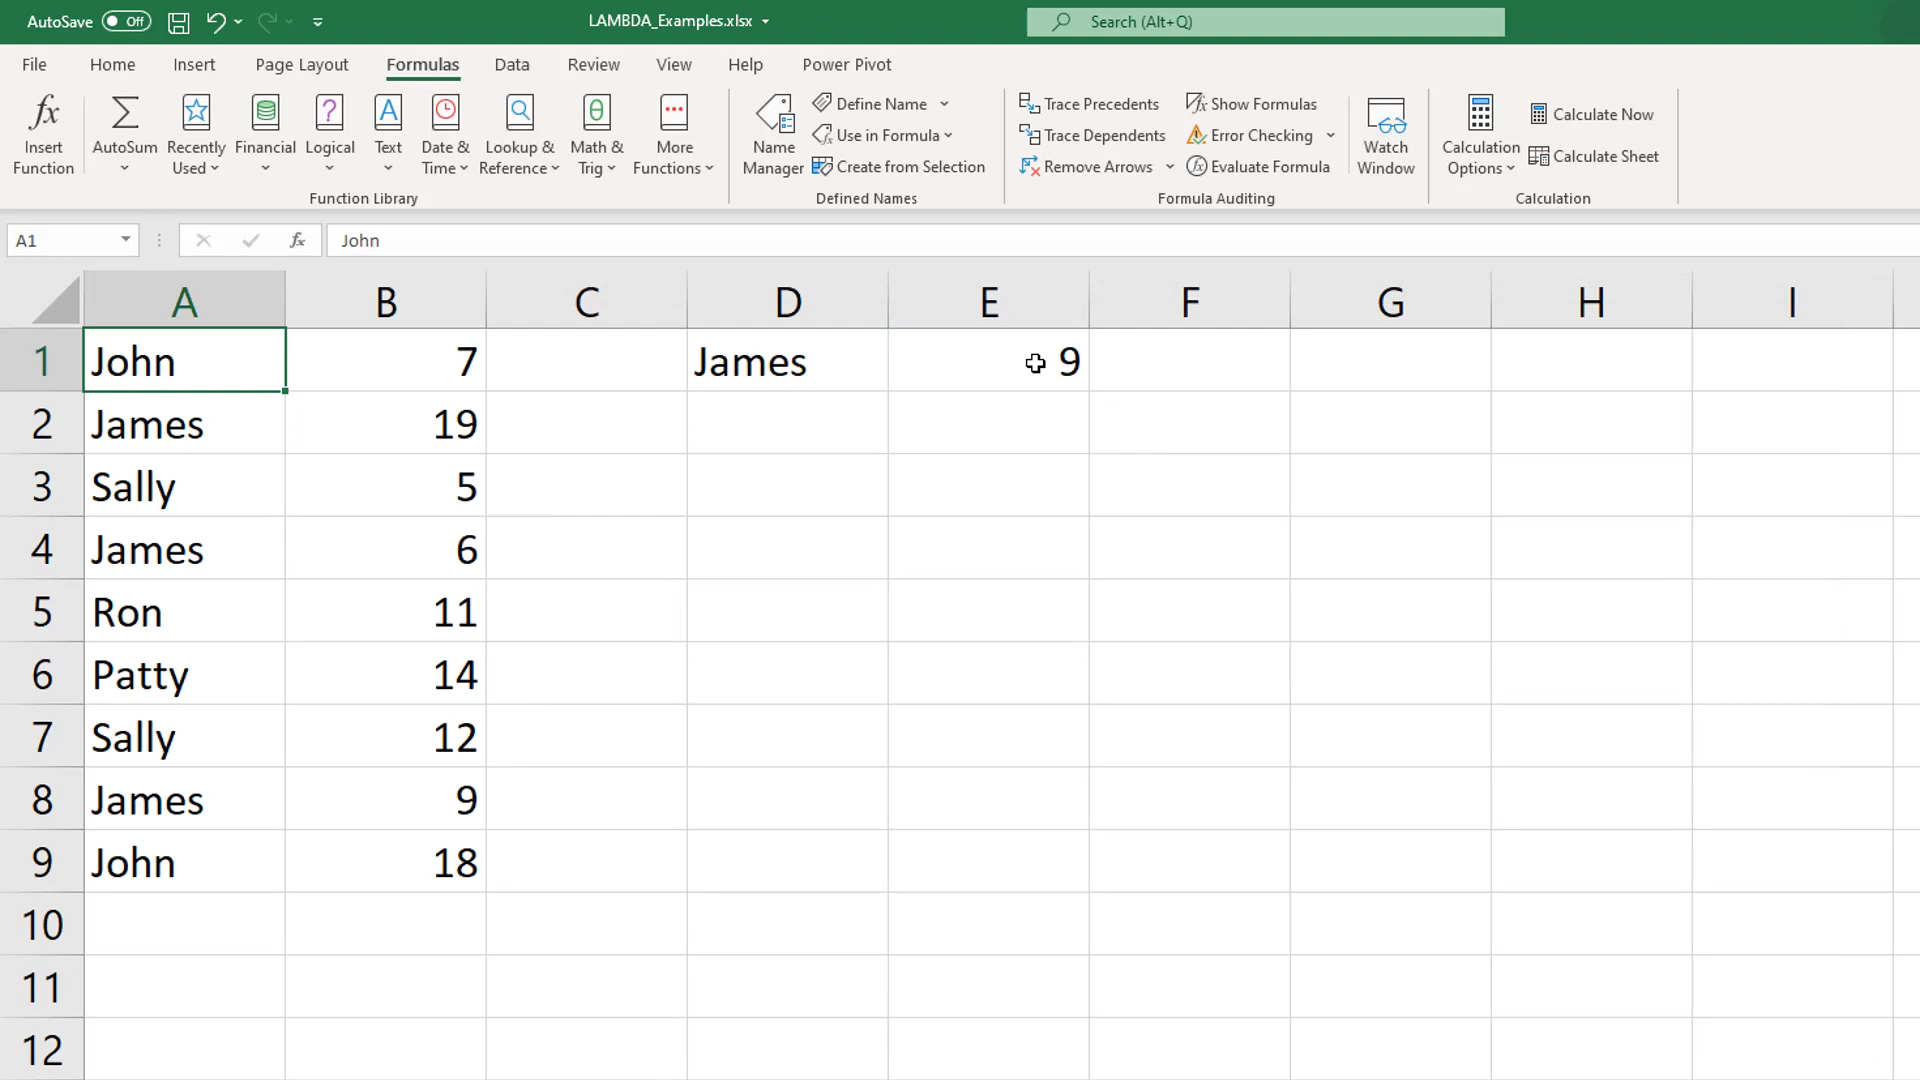 AutoSave Off LAMBDA_Examples.xlsx Search (Alt+Q)
File Home Insert Page Layout Formulas Data Review View Help Power Pivot
Insert Function
AutoSum
Recently Used
Financial
Logical
Text
Date & Time
Lookup & Reference
Math & Trig
More Functions
Function Library
Name Manager
Define Name
Use in Formula
Create from Selection
Defined Names
Trace Precedents
Trace Dependents
Remove Arrows
Show Formulas
Error Checking
Evaluate Formula
Formula Auditing
Watch Window
Calculation Options
Calculate Now
Calculate Sheet
Calculation
A1 fx John
A B C D E F G H I
1 John 7 James 9
2 James 19
3 Sally 5
4 James 6
5 Ron 11
6 Patty 14
7 Sally 12
8 James 9
9 John 18
10
11
12